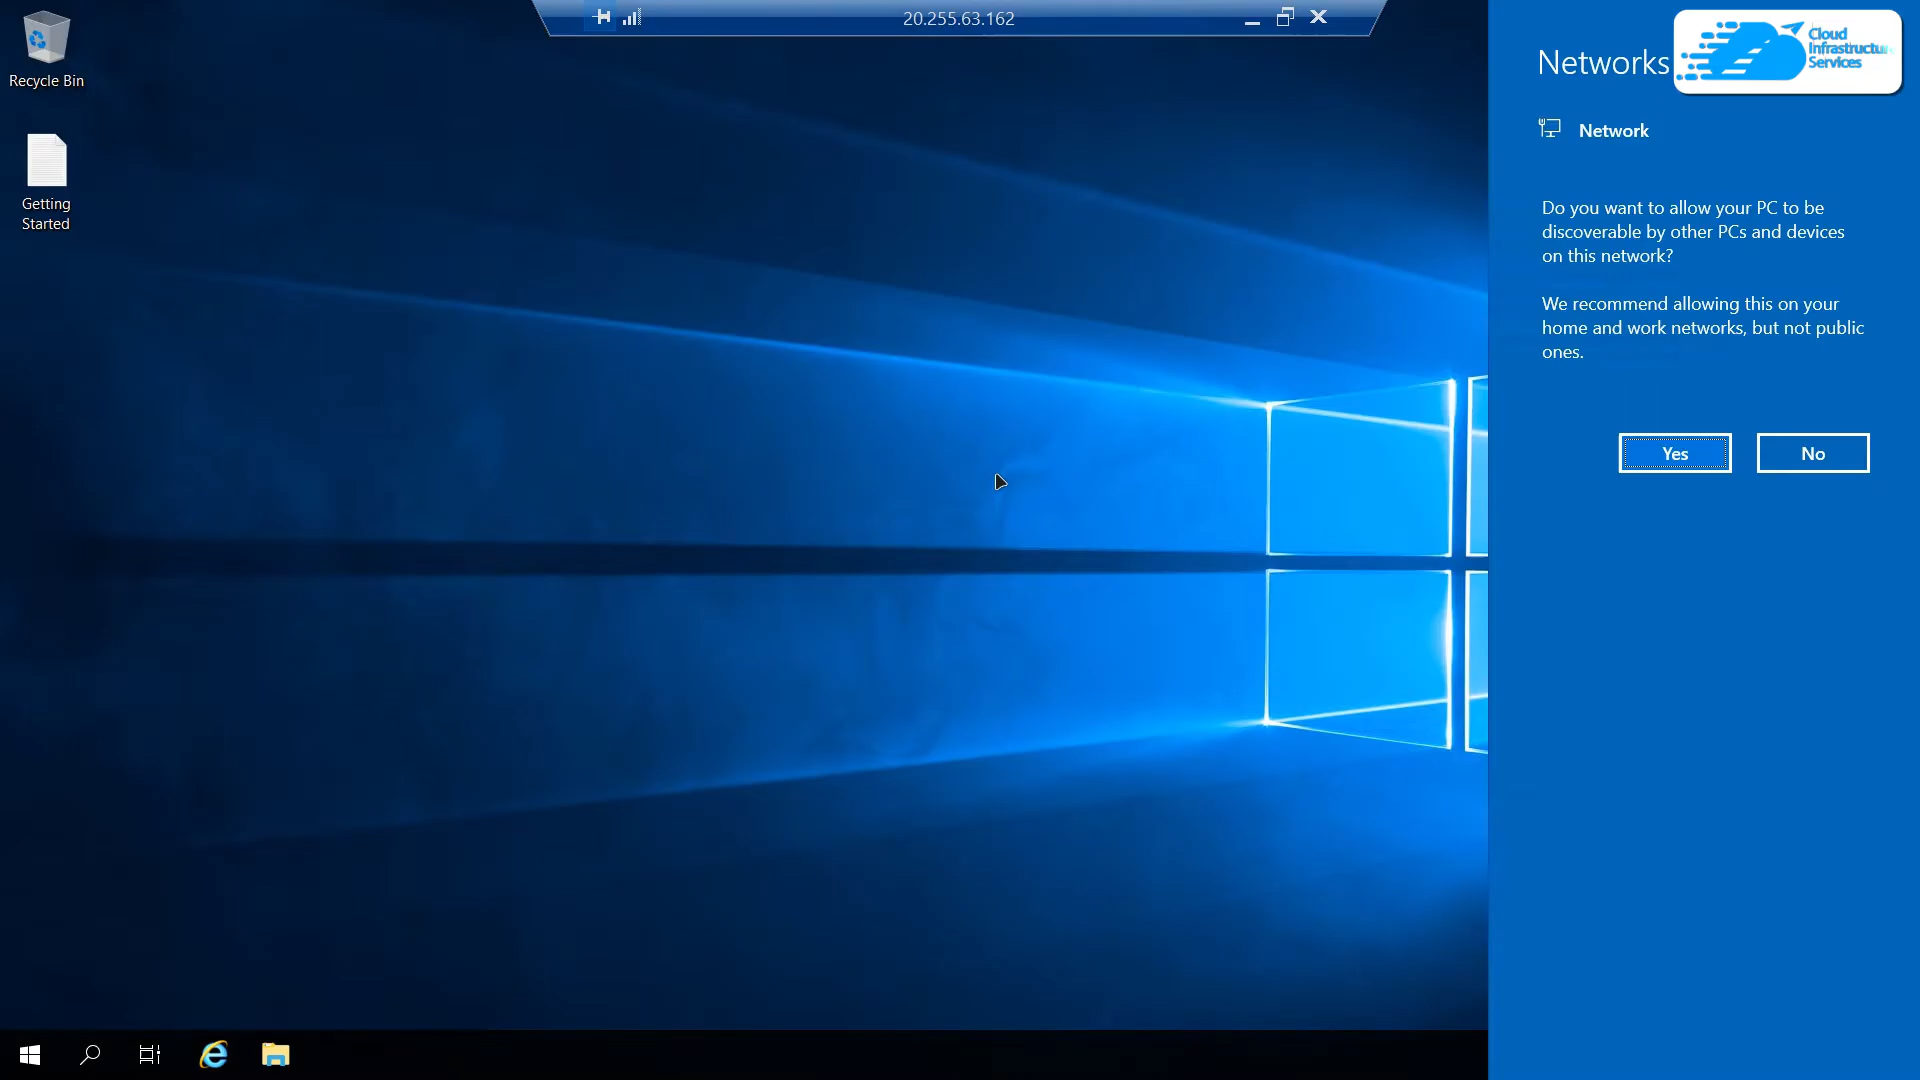 20.255.63.162
Recycle Bin
Getting
Started
Networks
Cloud
Infrastructure
Services
Network
Do you want to allow your PC to be
discoverable by other PCs and devices
on this network?
We recommend allowing this on your
home and work networks, but not public
ones.
Yes
No